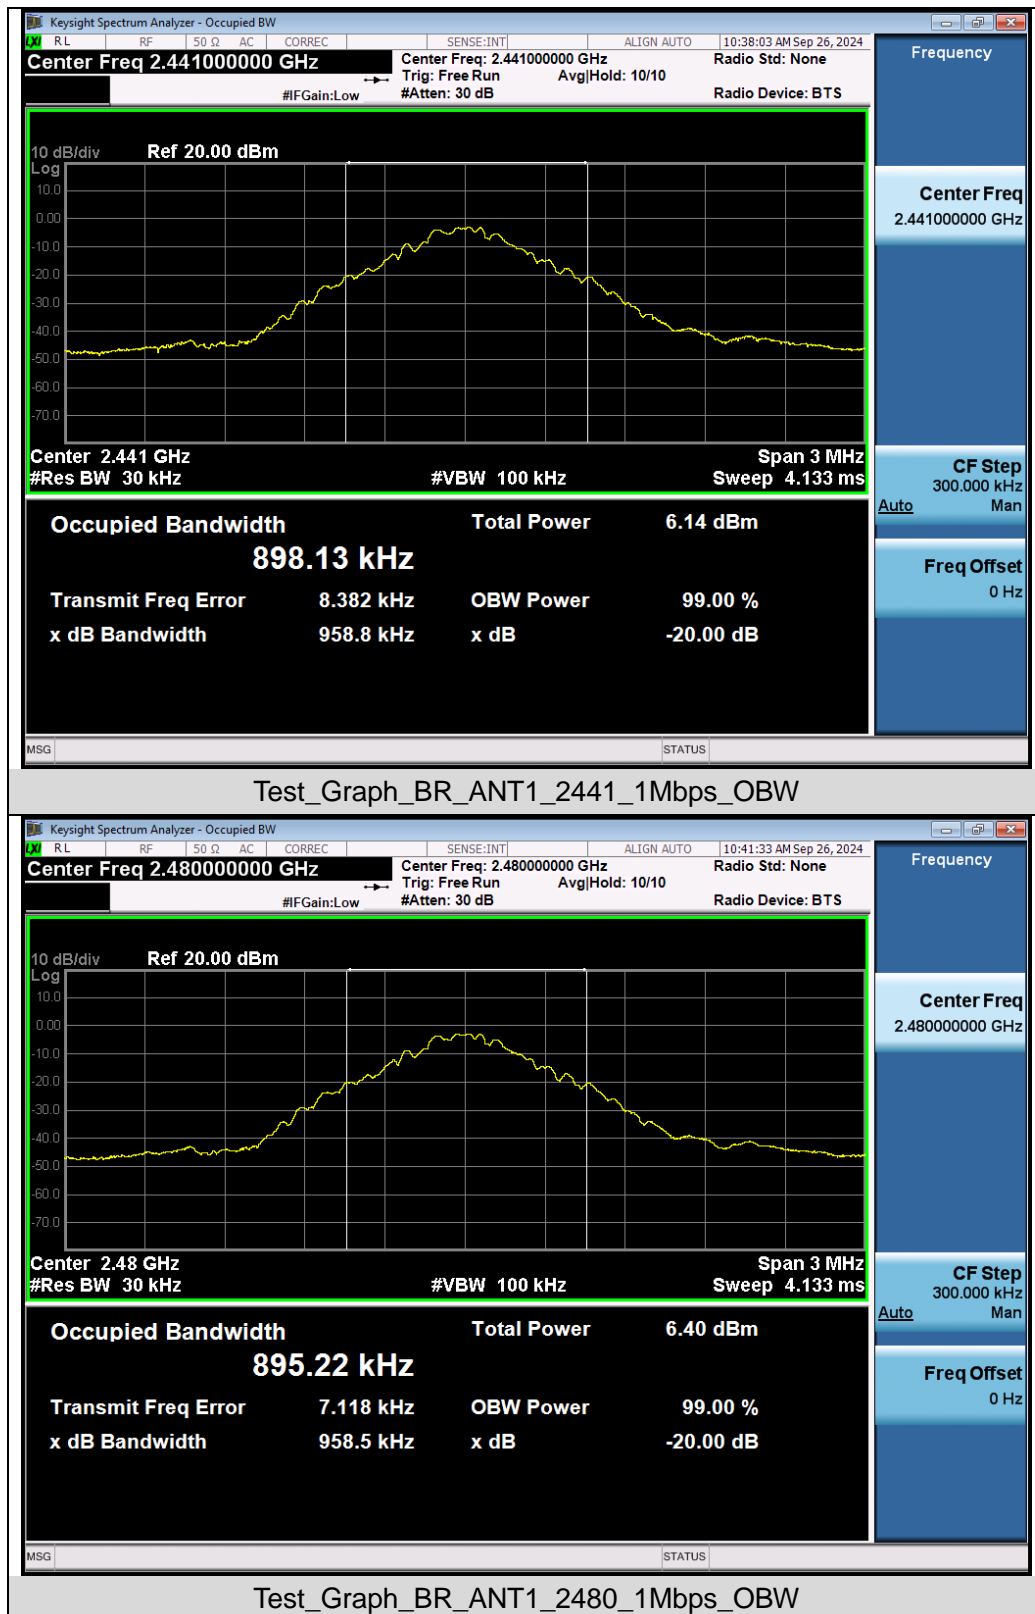 Keysight Spectrum Analyzer - Occupied BW
LXI RL RF 50 Ω AC CORREC SENSE:INT ALIGN AUTO 10:38:03 AM Sep 26, 2024
Center Freq 2.441000000 GHz Center Freq: 2.441000000 GHz Radio Std: None
Trig: Free Run Avg|Hold: 10/10
#IFGain:Low #Atten: 30 dB Radio Device: BTS
Frequency
10 dB/div Ref 20.00 dBm
Log
10.0
0.00
-10.0
-20.0
-30.0
-40.0
-50.0
-60.0
-70.0
Center 2.441 GHz Span 3 MHz
#Res BW 30 kHz #VBW 100 kHz Sweep 4.133 ms
Center Freq
2.441000000 GHz
CF Step
300.000 kHz
Auto Man
Freq Offset
0 Hz
Occupied Bandwidth Total Power 6.14 dBm
898.13 kHz
Transmit Freq Error 8.382 kHz OBW Power 99.00 %
x dB Bandwidth 958.8 kHz x dB -20.00 dB
MSG STATUS
Test_Graph_BR_ANT1_2441_1Mbps_OBW
Keysight Spectrum Analyzer - Occupied BW
LXI RL RF 50 Ω AC CORREC SENSE:INT ALIGN AUTO 10:41:33 AM Sep 26, 2024
Center Freq 2.480000000 GHz Center Freq: 2.480000000 GHz Radio Std: None
Trig: Free Run Avg|Hold: 10/10
#IFGain:Low #Atten: 30 dB Radio Device: BTS
Frequency
10 dB/div Ref 20.00 dBm
Log
10.0
0.00
-10.0
-20.0
-30.0
-40.0
-50.0
-60.0
-70.0
Center 2.48 GHz Span 3 MHz
#Res BW 30 kHz #VBW 100 kHz Sweep 4.133 ms
Center Freq
2.480000000 GHz
CF Step
300.000 kHz
Auto Man
Freq Offset
0 Hz
Occupied Bandwidth Total Power 6.40 dBm
895.22 kHz
Transmit Freq Error 7.118 kHz OBW Power 99.00 %
x dB Bandwidth 958.5 kHz x dB -20.00 dB
MSG STATUS
Test_Graph_BR_ANT1_2480_1Mbps_OBW